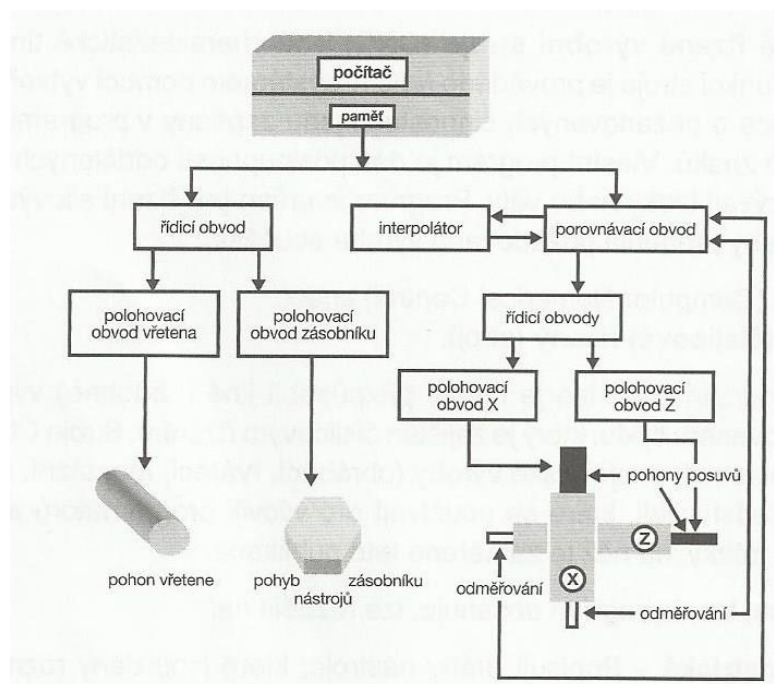 počítač
paměť
řídicí obvod
interpolátor
porovnávací obvod
polohovací
obvod vřetena
polohovací
obvod zásobníku
řídicí obvody
polohovací
obvod X
polohovací
obvod Z
pohony posuvů
Z
X
odměřování
odměřování
pohon vřetene
pohyb zásobníku
nástrojů